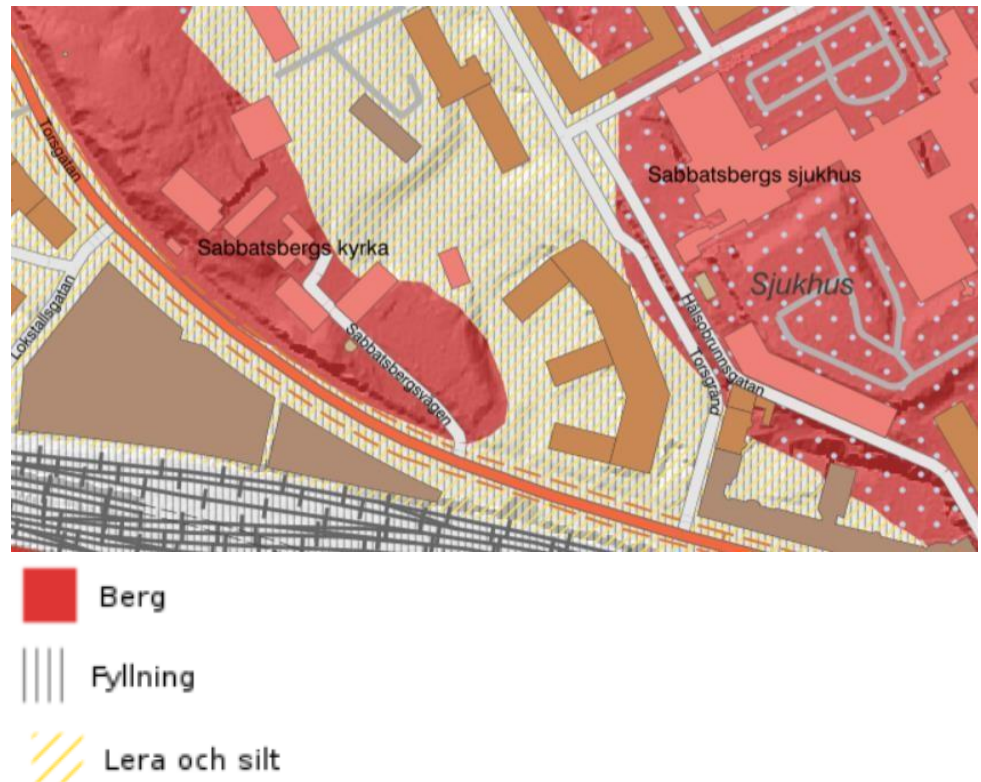 Torsgatan
Sabbatsbergs sjukhus
Sabbatsbergs kyrka
Sjukhus
Lokstallsgatan
Sabbatsbergsvägen
Hälsobrunnsgatan
Torsgränd
Berg
Fyllning
Lera och silt